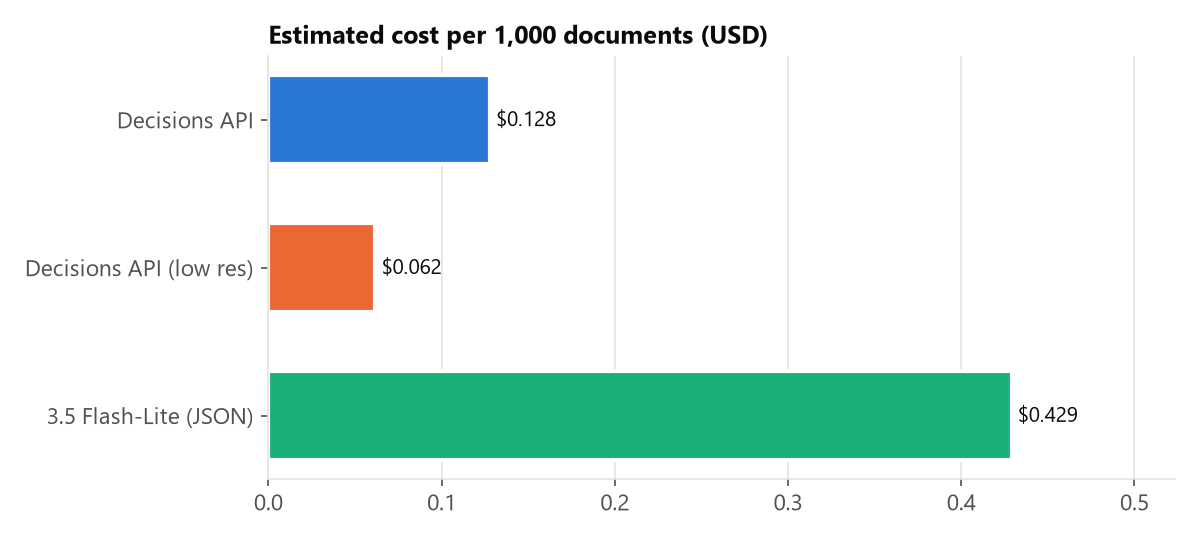 Estimated cost per 1,000 documents (USD)
Decisions API
$0.128
Decisions API (low res)
$0.062
3.5 Flash-Lite (JSON)
$0.429
0.0 0.1 0.2 0.3 0.4 0.5